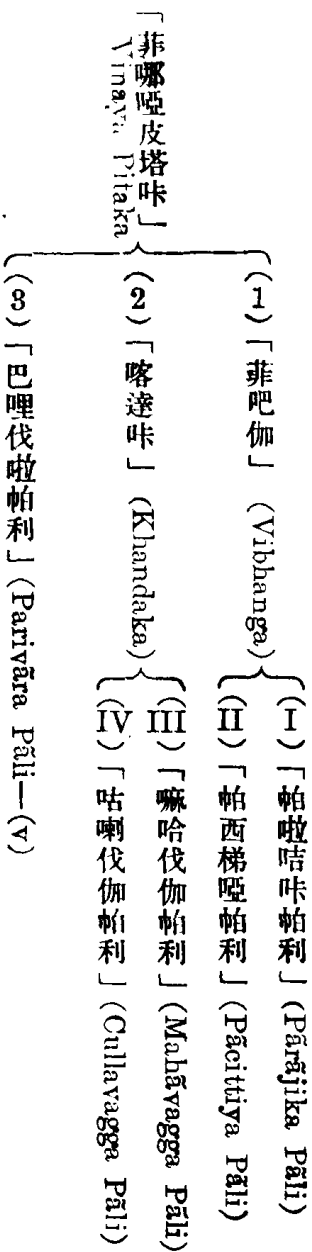 「菲哪啞皮塔咔」
Vinaya Pitaka
(1)「菲吧伽」(Vibhanga)
(I)「帕啦咭咔帕利」(Pārājika Pāli)
(II)「帕西梯啞帕利」(Pācittiya Pāli)
(2)「喀達咔」(Khandaka)
(III)「嘛哈伐伽帕利」(Mahāvagga Pāli)
(IV)「咕喇伐伽帕利」(Cullavagga Pāli)
(3)「巴哩伐啦帕利」(Parivāra Pāli—(v)